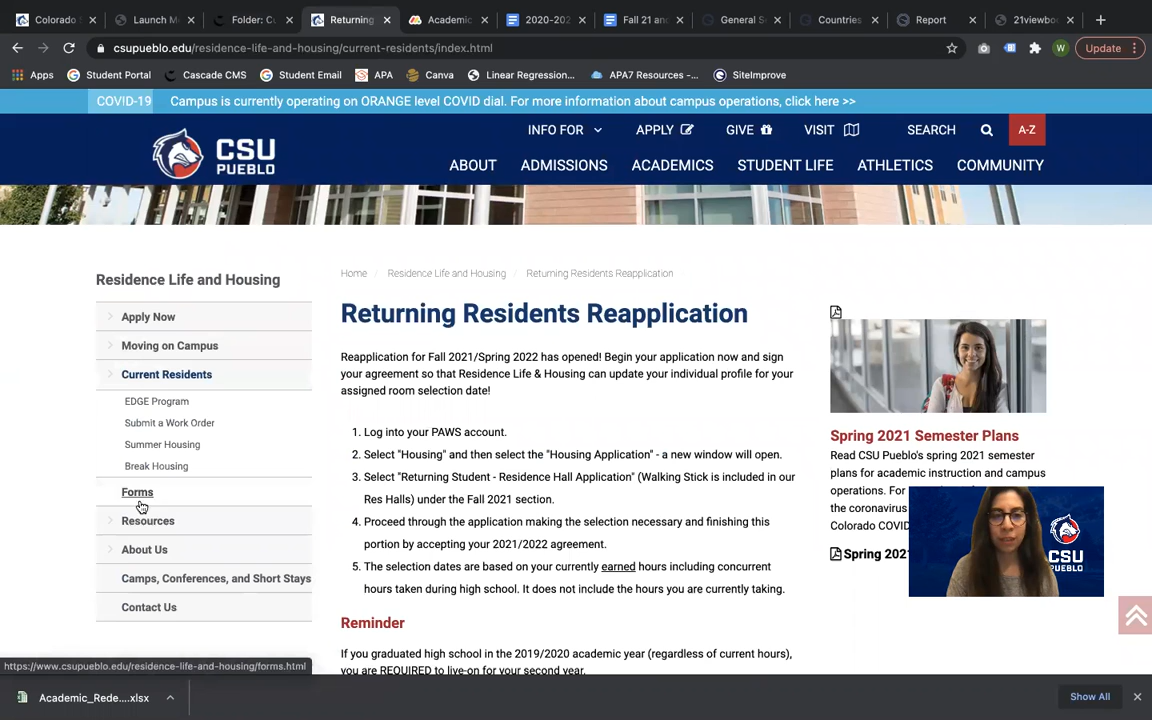 Colorado S
Launch M
Folder: C
Returning
Academic
2020-202
Fall 21 an
General S
Countries
Report
21viewbo
csupueblo.edu/residence-life-and-housing/current-residents/index.html
W
Update
Apps
Student Portal
Cascade CMS
Student Email
APA
Canva
Linear Regression...
APA7 Resources -...
SiteImprove
COVID-19
Campus is currently operating on ORANGE level COVID dial. For more information about campus operations, click here >>
CSU
PUEBLO
INFO FOR
APPLY
GIVE
VISIT
SEARCH
A-Z
ABOUT
ADMISSIONS
ACADEMICS
STUDENT LIFE
ATHLETICS
COMMUNITY
Residence Life and Housing
Apply Now
Moving on Campus
Current Residents
EDGE Program
Submit a Work Order
Summer Housing
Break Housing
Forms
Resources
About Us
Camps, Conferences, and Short Stays
Contact Us
Home / Residence Life and Housing / Returning Residents Reapplication
Returning Residents Reapplication
Reapplication for Fall 2021/Spring 2022 has opened! Begin your application now and sign
your agreement so that Residence Life & Housing can update your individual profile for your
assigned room selection date!
1. Log into your PAWS account.
2. Select "Housing" and then select the "Housing Application" - a new window will open.
3. Select "Returning Student - Residence Hall Application" (Walking Stick is included in our
Res Halls) under the Fall 2021 section.
4. Proceed through the application making the selection necessary and finishing this
portion by accepting your 2021/2022 agreement.
5. The selection dates are based on your currently earned hours including concurrent
hours taken during high school. It does not include the hours you are currently taking.
Reminder
If you graduated high school in the 2019/2020 academic year (regardless of current hours),
you are REQUIRED to live-on for your second year.
Spring 2021 Semester Plans
Read CSU Pueblo's spring 2021 semester
plans for academic instruction and campus
operations. For
the coronavirus
Colorado COVID
Spring 202
CSU
PUEBLO
https://www.csupueblo.edu/residence-life-and-housing/forms.html
Academic_Rede....xlsx
Show All